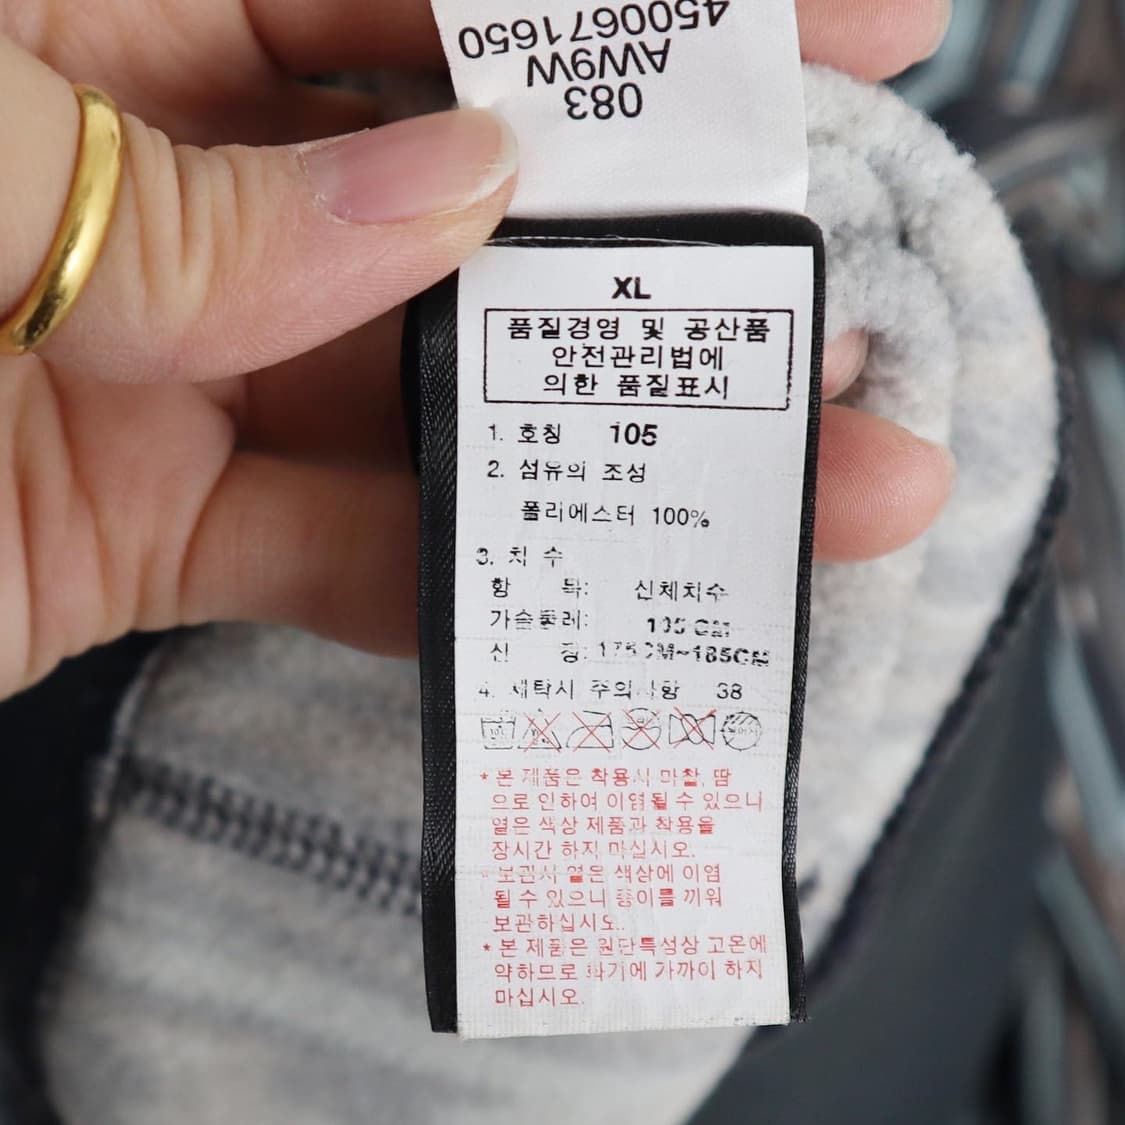 4500671650
AW9W
083
XL
품질경영 및 공산품
안전관리법에
의한 품질표시
1. 호칭 105
2. 섬유의 조성
폴리에스터 100%
3. 치 수
항 목: 신체치수
가슴둘레: 105 CM
신 장: 175CM~185CM
4. 세탁시 주의사항 38
* 본 제품은 착용시 마찰, 땀
으로 인하여 이염될 수 있으니
옅은 색상 제품과 착용을
장시간 하지 마십시오.
* 보관시 옅은 색상에 이염
될 수 있으니 종이를 끼워
보관하십시오.
* 본 제품은 원단특성상 고온에
약하므로 화기에 가까이 하지
마십시오.